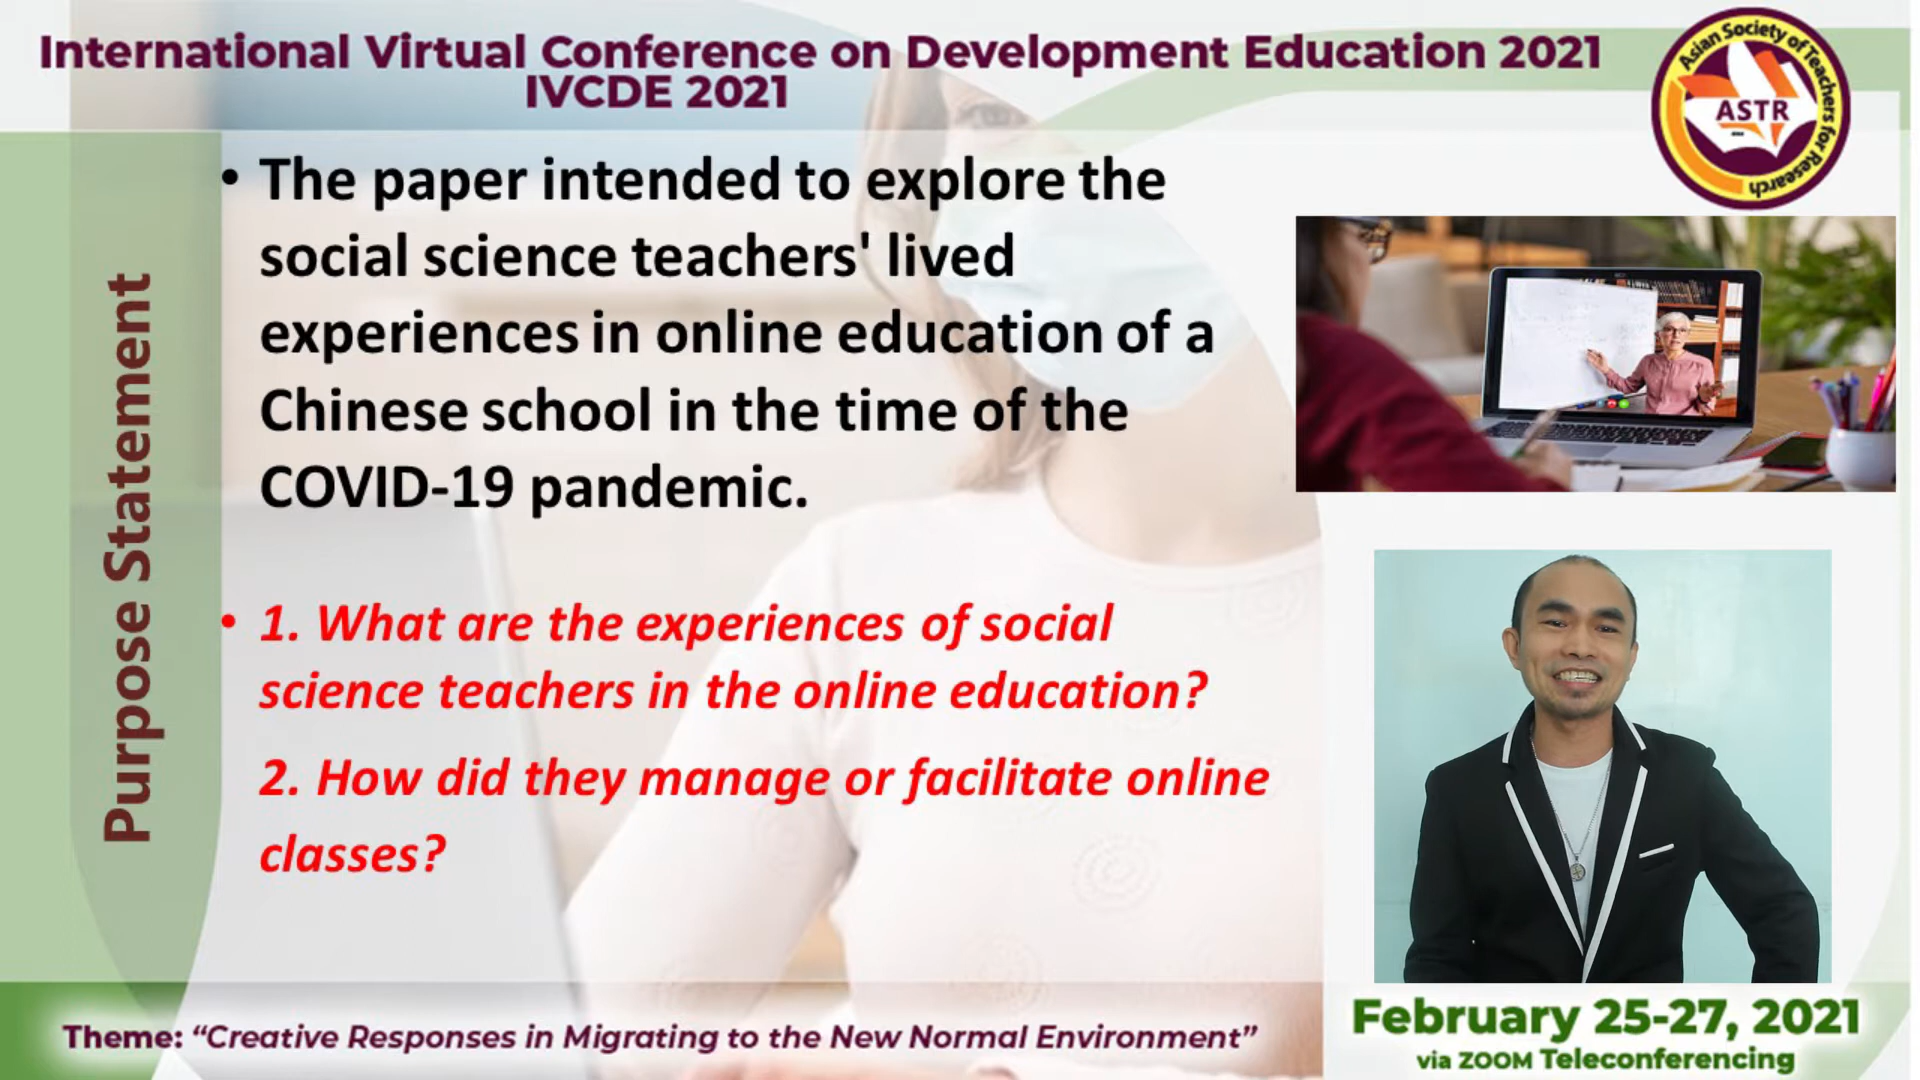 International Virtual Conference on Development Education 2021
IVCDE 2021
Asian Society of Teachers for Research
ASTR
Purpose Statement
• The paper intended to explore the
social science teachers' lived
experiences in online education of a
Chinese school in the time of the
COVID-19 pandemic.
• 1. What are the experiences of social
science teachers in the online education?
2. How did they manage or facilitate online
classes?
Theme: “Creative Responses in Migrating to the New Normal Environment”
February 25-27, 2021
via ZOOM Teleconferencing